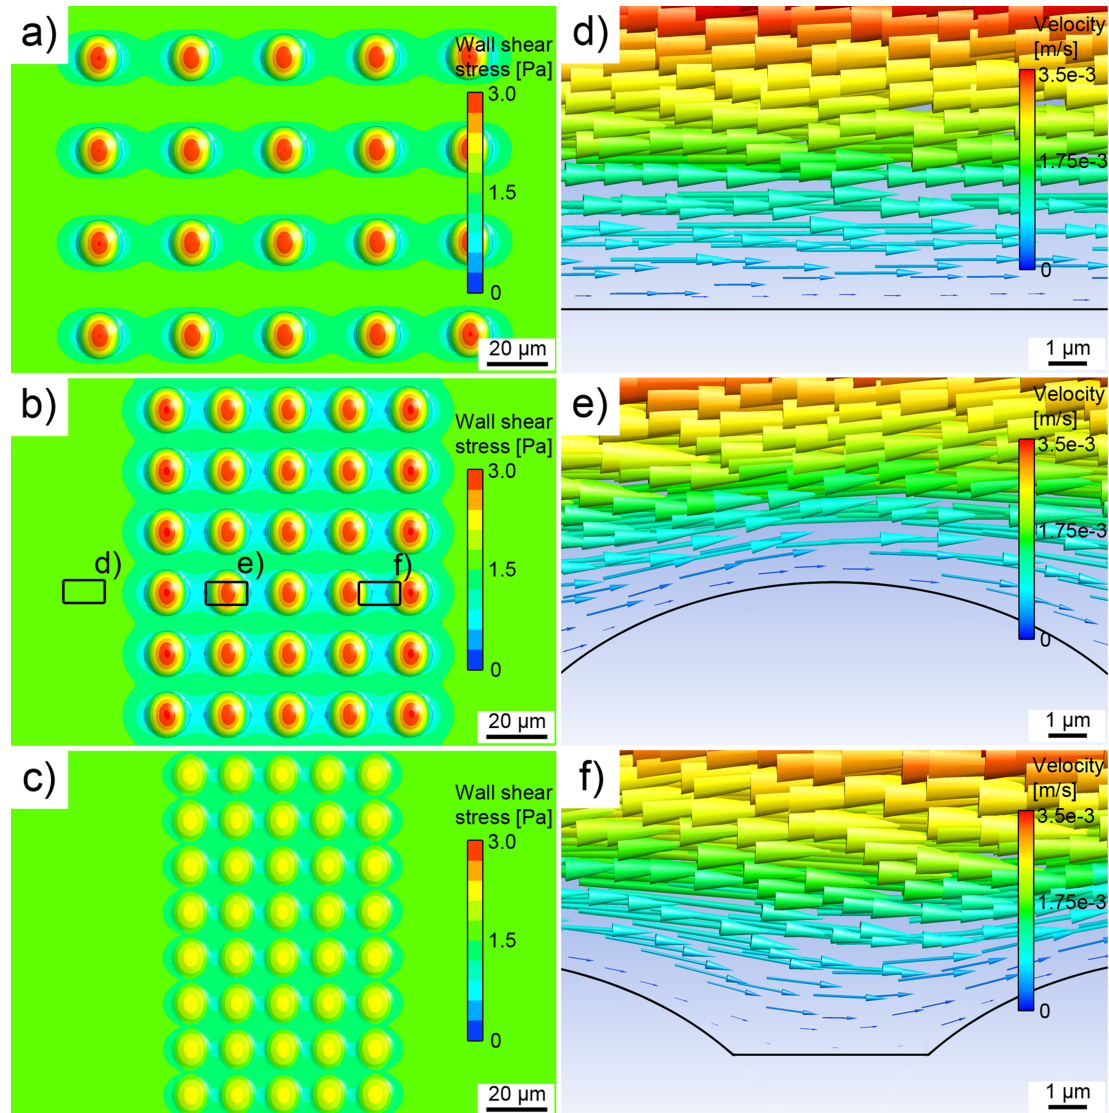 a)
Wall shear
stress [Pa]
3.0
1.5
0
20 µm
d)
Velocity
[m/s]
3.5e-3
1.75e-3
0
1 µm
b)
Wall shear
stress [Pa]
3.0
1.5
0
d)
e)
f)
20 µm
e)
Velocity
[m/s]
3.5e-3
1.75e-3
0
1 µm
c)
Wall shear
stress [Pa]
3.0
1.5
0
20 µm
f)
Velocity
[m/s]
3.5e-3
1.75e-3
0
1 µm